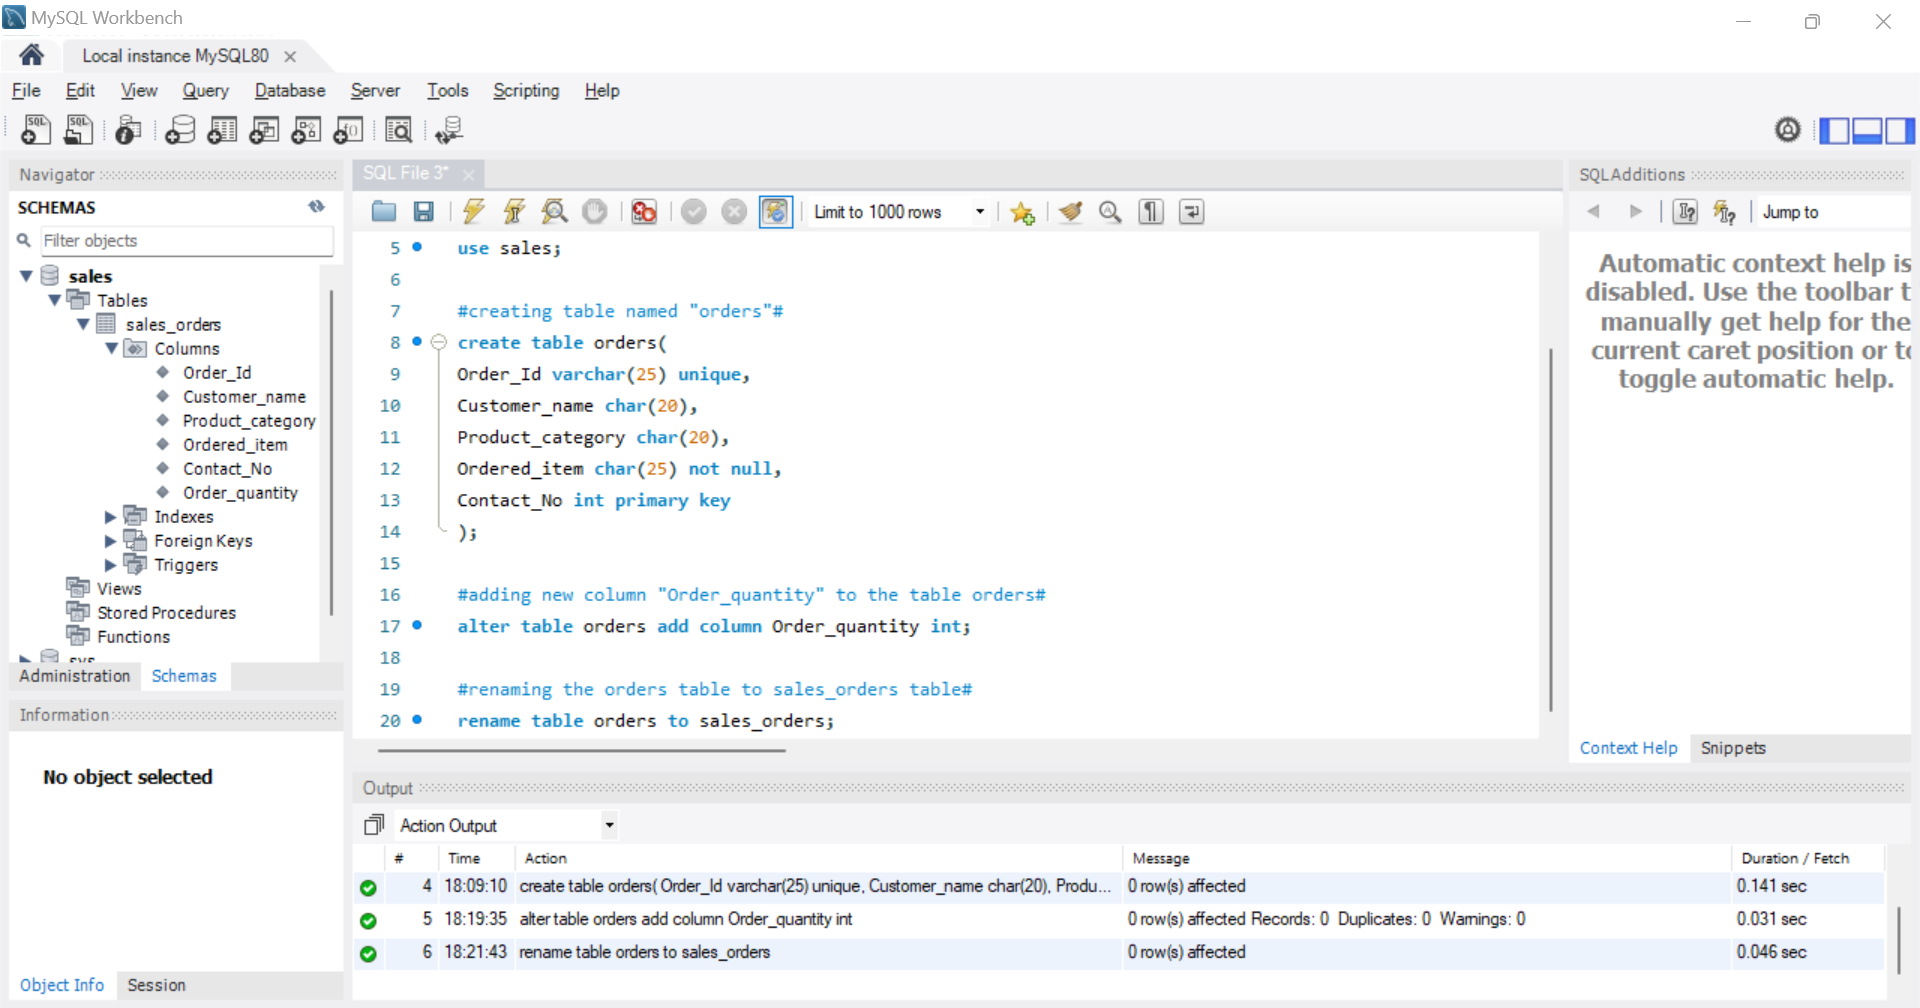 MySQL Workbench
Local instance MySQL80
File Edit View Query Database Server Tools Scripting Help
Navigator
SCHEMAS
Filter objects
sales
Tables
sales_orders
Columns
Order_Id
Customer_name
Product_category
Ordered_item
Contact_No
Order_quantity
Indexes
Foreign Keys
Triggers
Views
Stored Procedures
Functions
sys
Administration Schemas
Information
No object selected
Object Info Session
SQL File 3*
Limit to 1000 rows
5 use sales;
6
7 #creating table named "orders"#
8 create table orders(
9 Order_Id varchar(25) unique,
10 Customer_name char(20),
11 Product_category char(20),
12 Ordered_item char(25) not null,
13 Contact_No int primary key
14 );
15
16 #adding new column "Order_quantity" to the table orders#
17 alter table orders add column Order_quantity int;
18
19 #renaming the orders table to sales_orders table#
20 rename table orders to sales_orders;
SQLAdditions
Jump to
Automatic context help is
disabled. Use the toolbar t
manually get help for the
current caret position or to
toggle automatic help.
Context Help Snippets
Output
Action Output
# Time Action Message Duration / Fetch
4 18:09:10 create table orders( Order_Id varchar(25) unique, Customer_name char(20), Produ... 0 row(s) affected 0.141 sec
5 18:19:35 alter table orders add column Order_quantity int 0 row(s) affected Records: 0 Duplicates: 0 Warnings: 0 0.031 sec
6 18:21:43 rename table orders to sales_orders 0 row(s) affected 0.046 sec